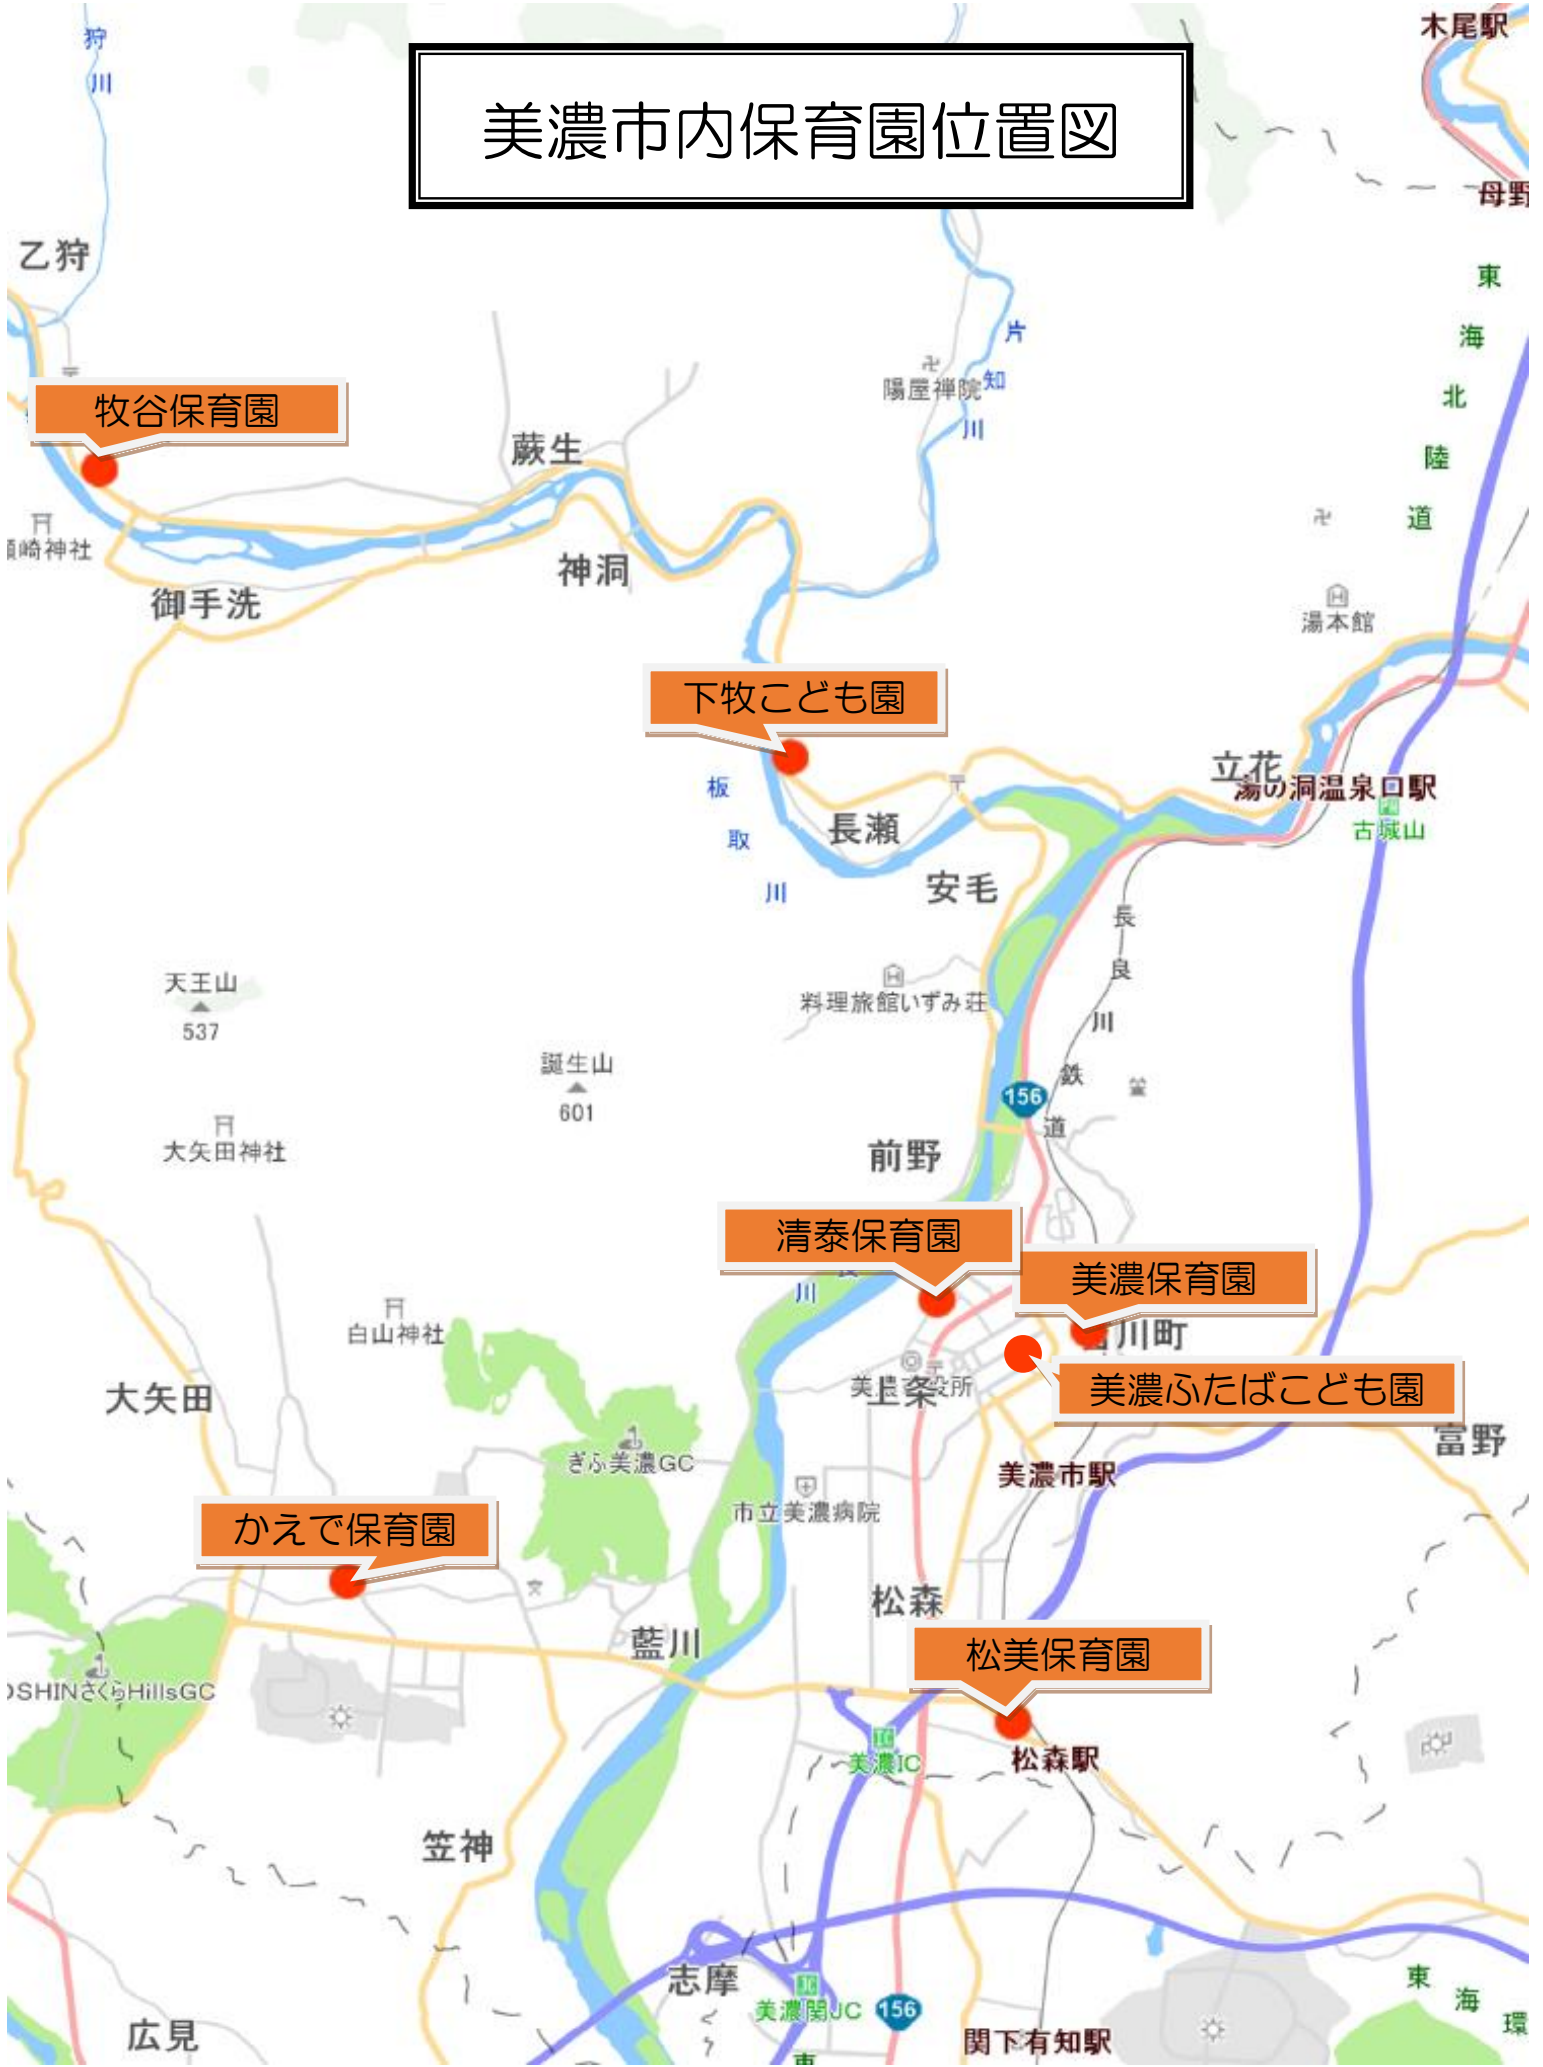 木尾駅
狩川
美濃市内保育園位置図
母野
乙狩
東海北陸道
片知川
陽屋禅院
牧谷保育園
蕨生
神洞
御手洗
湯本館
下牧こども園
立花
湯の洞温泉口駅
古城山
板取川
長瀬
安毛
長良川鉄道
天王山
537
料理旅館いずみ荘
誕生山
601
156
大矢田神社
前野
清泰保育園
美濃保育園
川
白山神社
川町
美濃ふたばこども園
上条
大矢田
富野
ぎふ美濃GC
美濃市駅
市立美濃病院
かえで保育園
松森
藍川
松美保育園
OSHINさくらHillsGC
美濃IC
松森駅
笠神
志摩
美濃関JC
156
広見
関下有知駅
東海環
東